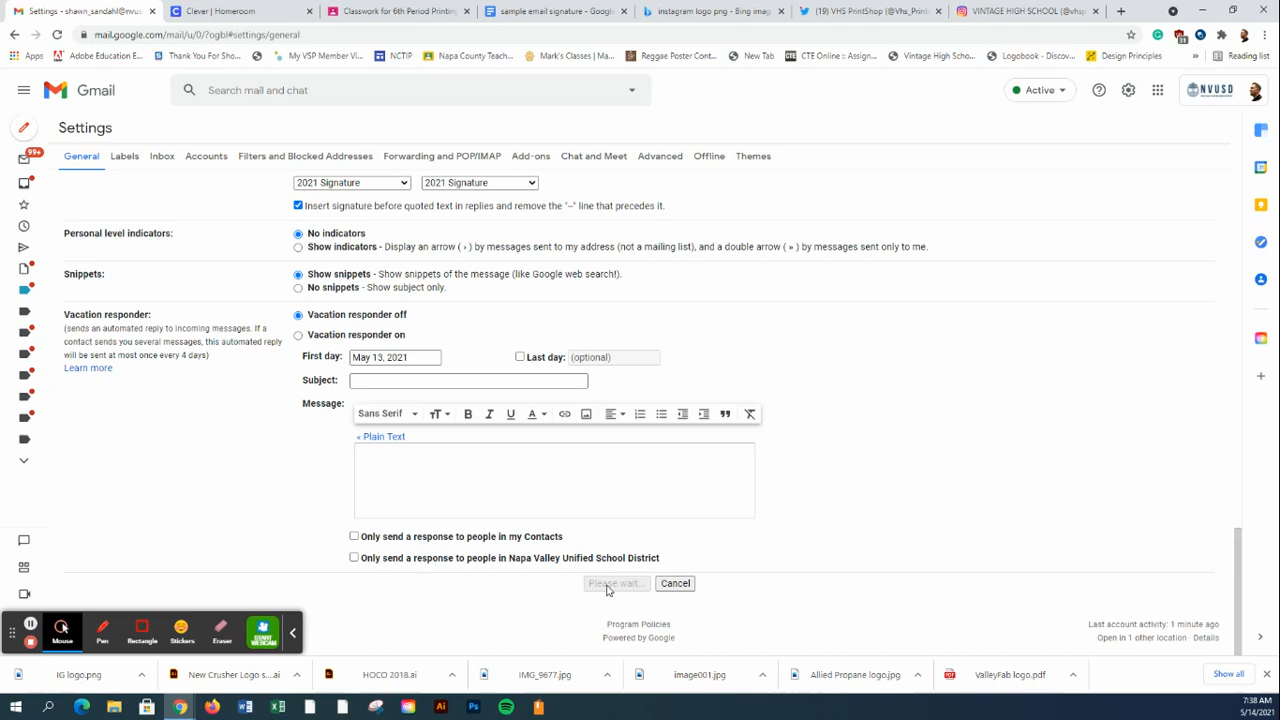 Settings - shawn_sandahl@nvus
Clever | Homeroom
Classwork for 6th Period Printing
sample email signature - Google
instagram logo png - Bing imag
(19) VHS PrintShop (@Vhs_Print
VINTAGE HIGH SCHOOL (@vhsp
mail.google.com/mail/u/0/?ogbl#settings/general
Apps
Adobe Education E...
Thank You For Sho...
My VSP Member Vi...
NCTIP
Napa County Teach...
Mark's Classes | Ma...
Reggae Poster Cont...
New Tab
CTE Online :: Assig...
Vintage High Scho...
Logobook - Discov...
Design Principles
»
Reading list
Gmail
Search mail and chat
Active
NVUSD
Settings
99+
General Labels Inbox Accounts Filters and Blocked Addresses Forwarding and POP/IMAP Add-ons Chat and Meet Advanced Offline Themes
2021 Signature 2021 Signature
Insert signature before quoted text in replies and remove the "--" line that precedes it.
Personal level indicators:
No indicators
Show indicators - Display an arrow ( › ) by messages sent to my address (not a mailing list), and a double arrow ( » ) by messages sent only to me.
Snippets:
Show snippets - Show snippets of the message (like Google web search!).
No snippets - Show subject only.
Vacation responder:
(sends an automated reply to incoming messages. If a
contact sends you several messages, this automated reply
will be sent at most once every 4 days)
Learn more
Vacation responder off
Vacation responder on
First day: May 13, 2021 Last day: (optional)
Subject:
Message:
Sans Serif
« Plain Text
Only send a response to people in my Contacts
Only send a response to people in Napa Valley Unified School District
Please wait... Cancel
Program Policies
Powered by Google
Last account activity: 1 minute ago
Open in 1 other location · Details
Mouse Pen Rectangle Stickers Eraser START WEBCAM
IG logo.png
New Crusher Logo s....ai
HOCO 2018.ai
IMG_9677.jpg
image001.jpg
Allied Propane logo.jpg
ValleyFab logo.pdf
Show all
7:38 AM
5/14/2021